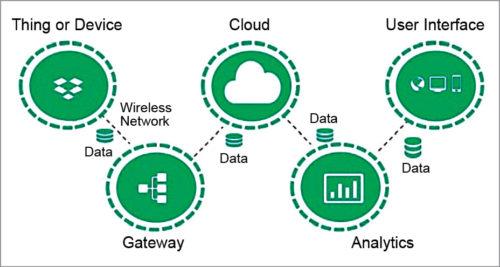 Thing or Device
Cloud
User Interface
Wireless
Network
Data
Data
Data
Data
Gateway
Analytics